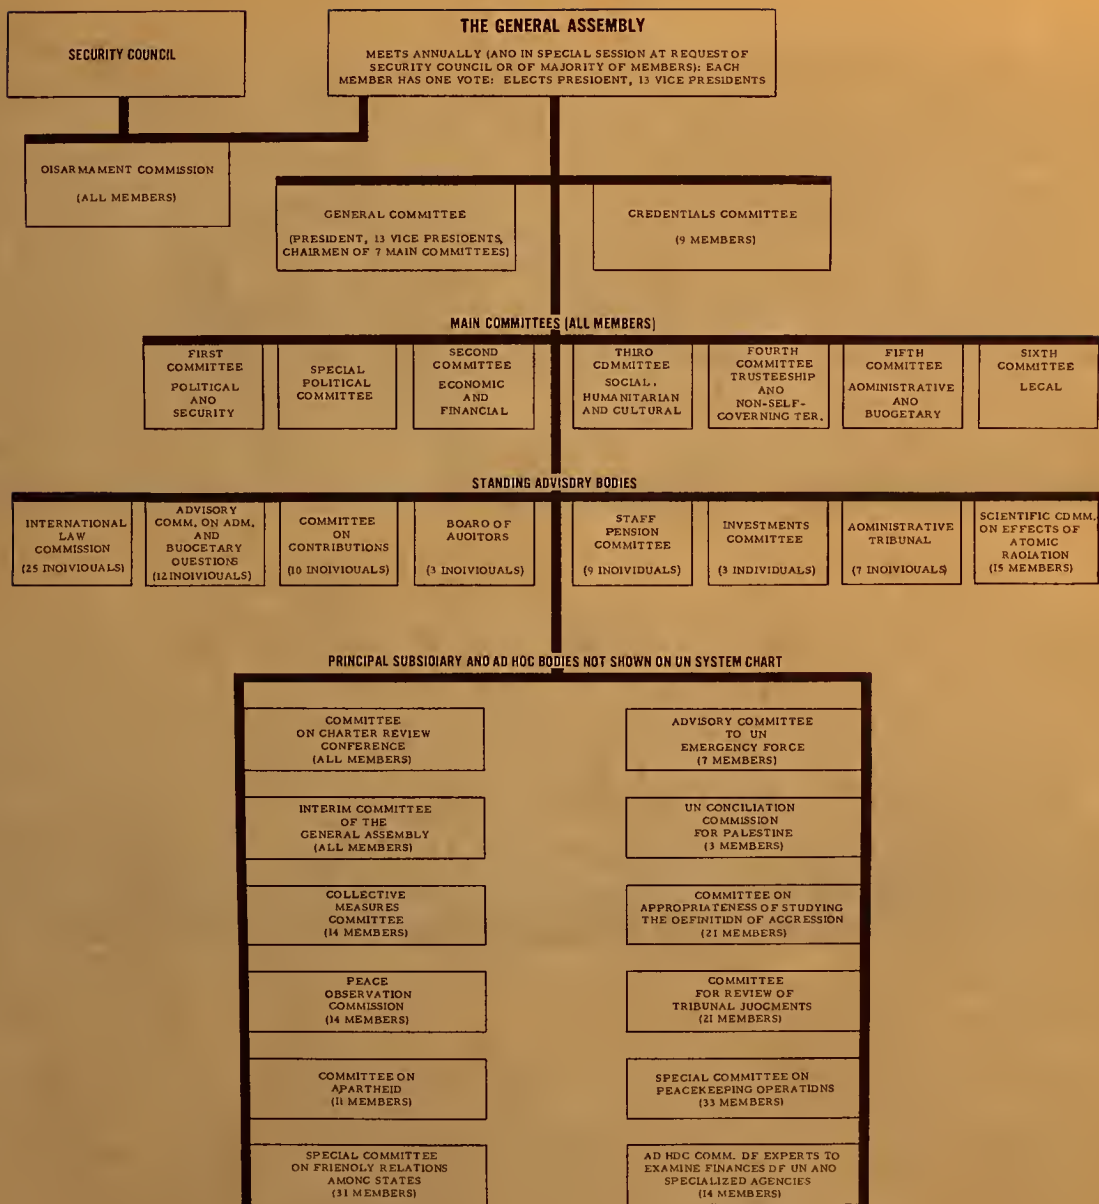 SECURITY COUNCIL
THE GENERAL ASSEMBLY
MEETS ANNUALLY (ANO IN SPECIAL SESSION AT REQUEST OF
SECURITY COUNCIL OR OF MAJORITY OF MEMBERS): EACH
MEMBER HAS ONE VOTE: ELECTS PRESIDENT, 13 VICE PRESIDENTS
OISARMAMENT COMMISSION
(ALL MEMBERS)
GENERAL COMMITTEE
(PRESIDENT, 13 VICE PRESIOENTS,
CHAIRMEN OF 7 MAIN COMMITTEES)
CREDENTIALS COMMITTEE
(9 MEMBERS)
MAIN COMMITTEES (ALL MEMBERS)
FIRST
COMMITTEE
POLITICAL
ANO
SECURITY
SPECIAL
POLITICAL
COMMITTEE
SECOND
COMMITTEE
ECONOMIC
AND
FINANCIAL
THIRD
CDMMITTEE
SOCIAL,
HUMANITARIAN
AND CULTURAL
FOURTH
COMMITTEE
TRUSTEESHIP
AND
NON-SELF-
COVERNING TER.
FIFTH
COMMITTEE
AOMINISTRATIVE
AND
BUOGETARY
SIXTH
COMMITTEE
LEGAL
STANDING ADVISDRY BODIES
INTERNATIONAL
LAW
COMMISSION
(25 INOIVIOUALS)
ADVISORY
COMM. ON ADM.
AND
BUOCETARY
QUESTIONS
(12 INOIVIOUALS)
COMMITTEE
ON
CONTRIBUTIONS
(10 INOIVIOUALS)
BOARO OF
AUOITORS
(3 INOIVIOUALS)
STAFF
PENSION
COMMITTEE
(9 INOIVIDUALS)
INVESTMENTS
COMMITTEE
(3 INDIVIDUALS)
AOMINISTRATIVE
TRIBUNAL
(7 INOIVIOUALS)
SCIENTIFIC CDMM.
ON EFFECTS OF
ATOMIC
RAOIATION
(15 MEMBERS)
PRINCIPAL SUBSIOIARY AND AD HOC BODIES NOT SHOWN ON UN SYSTEM CHART
COMMITTEE
ON CHARTER REVIEW
CONFERENCE
(ALL MEMBERS)
ADVISORY COMMITTEE
TO UN
EMERGENCY FORCE
(7 MEMBERS)
INTERIM COMMITTEE
OF THE
GENERAL ASSEMBLY
(ALL MEMBERS)
UN CONCILIATION
COMMISSION
FOR PALESTINE
(3 MEMBERS)
COLLECTIVE
MEASURES
COMMITTEE
(14 MEMBERS)
COMMITTEE ON
APPROPRIATENESS OF STUDYING
THE OEFINITIDN OF AGCRESSION
(21 MEMBERS)
PEACE
OBSERVATION
COMMISSION
(14 MEMBERS)
COMMITTEE
FOR REVIEW OF
TRIBUNAL JUOCMENTS
(21 MEMBERS)
COMMITTEE ON
APARTHEID
(11 MEMBERS)
SPECIAL COMMITTEE ON
PEACEKEEPING OPERATIONS
(33 MEMBERS)
SPECIAL COMMITTEE
ON FRIENOLY RELATIONS
AMONC STATES
(31 MEMBERS)
AD HDC COMM. DF EXPERTS TO
EXAMINE FINANCES DF UN ANO
SPECIALIZED AGENCIES
(14 MEMBERS)